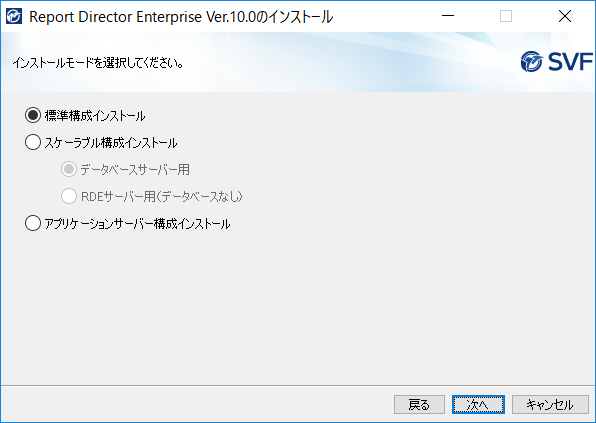 Report Director Enterprise Ver.10.0のインストール
インストールモードを選択してください。
SVF
標準構成インストール
スケーラブル構成インストール
データベースサーバー用
RDEサーバー用(データベースなし)
アプリケーションサーバー構成インストール
戻る 次へ キャンセル